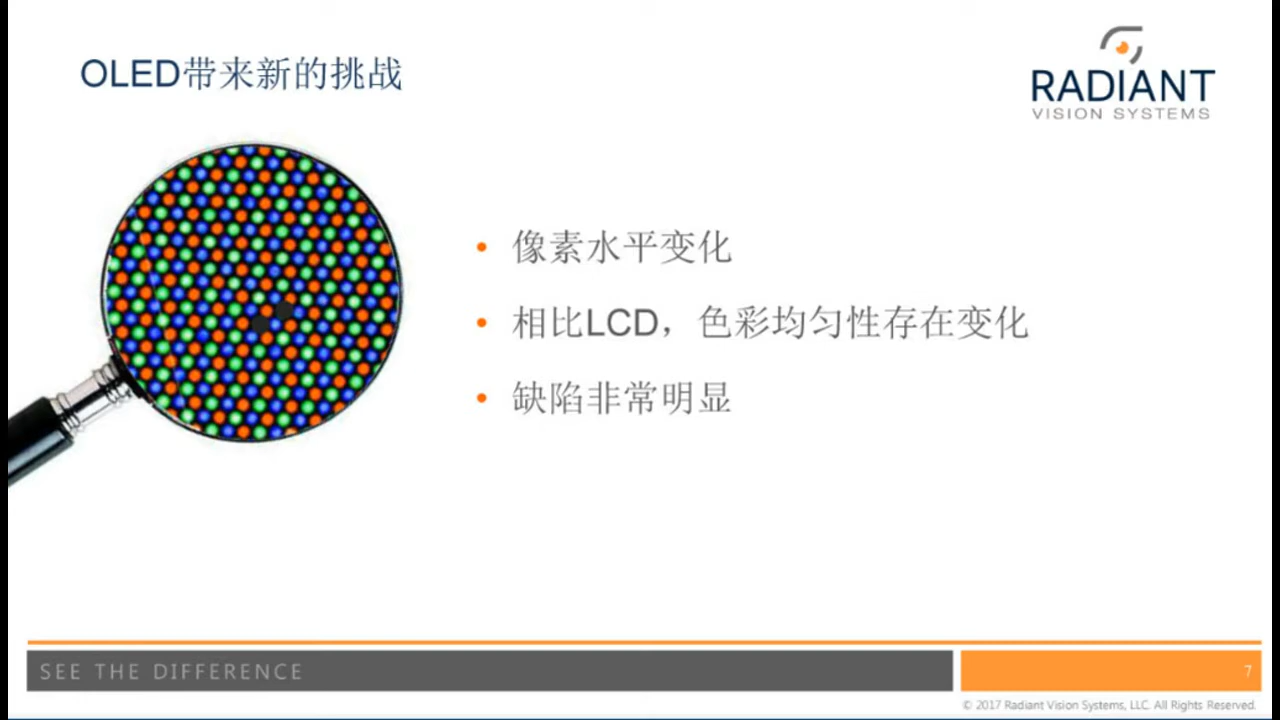 OLED带来新的挑战
RADIANT
VISION SYSTEMS
• 像素水平变化
• 相比LCD，色彩均匀性存在变化
• 缺陷非常明显
SEE THE DIFFERENCE
7
© 2017 Radiant Vision Systems, LLC. All Rights Reserved.